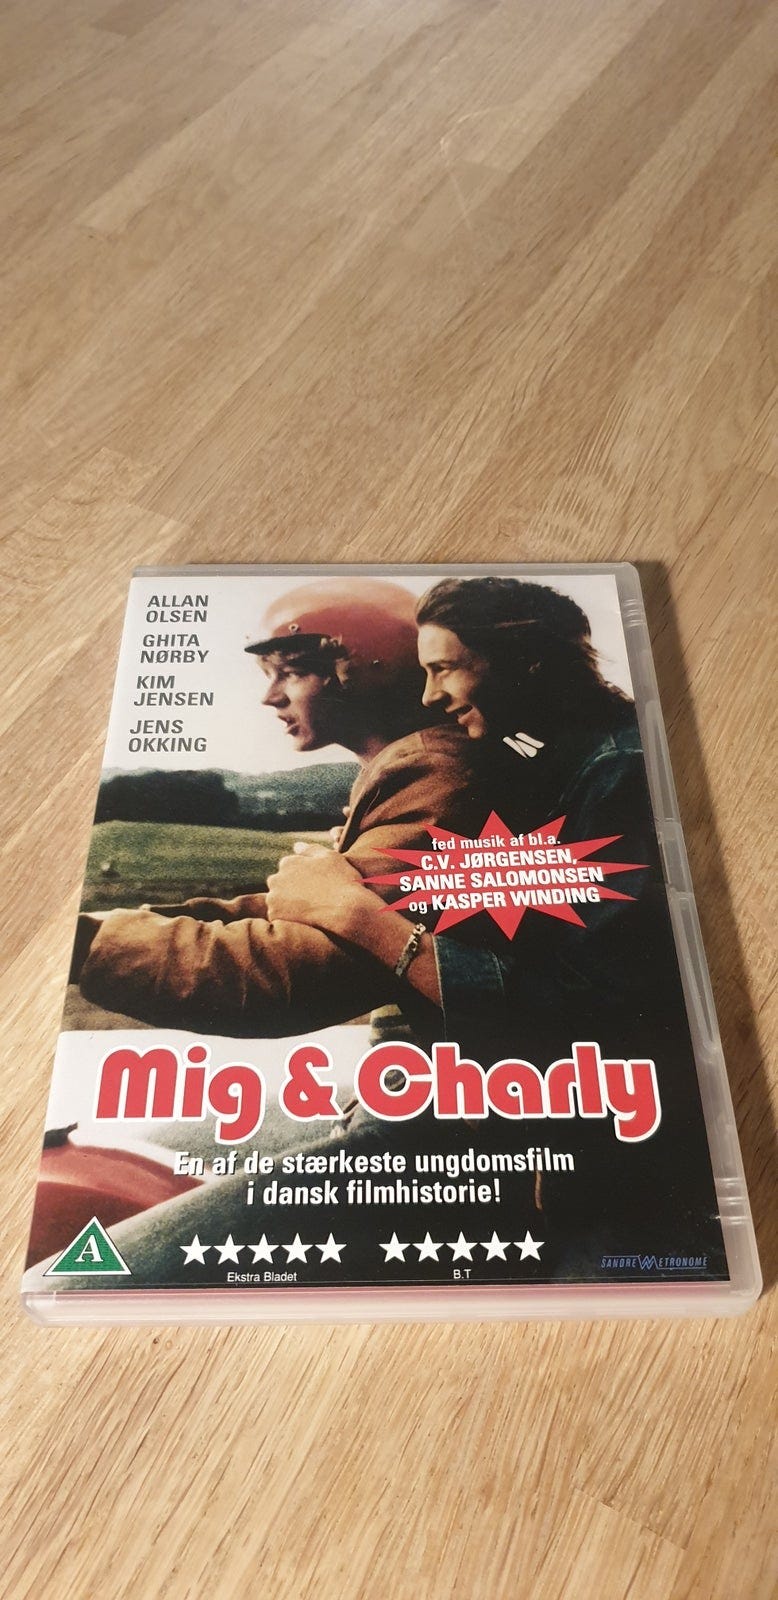 ALLAN
OLSEN
GHITA
NØRBY
KIM
JENSEN
JENS
OKKING
fed musik af bl.a.
C.V. JØRGENSEN,
SANNE SALOMONSEN
og KASPER WINDING
Mig & Charly
En af de stærkeste ungdomsfilm
i dansk filmhistorie!
A
Ekstra Bladet
B.T
SANDREW METRONOME